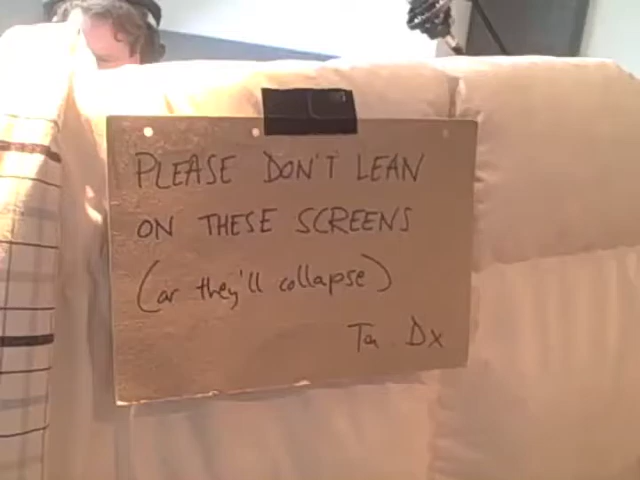 PLEASE DON'T LEAN
ON THESE SCREENS
(or they'll collapse)
Ta Dx